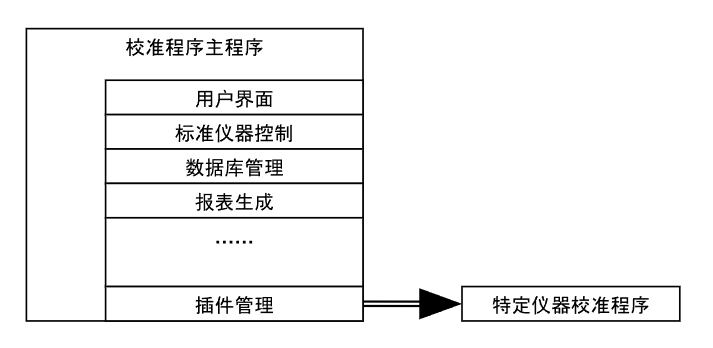 校准程序主程序
用户界面
标准仪器控制
数据库管理
报表生成
······
插件管理
特定仪器校准程序